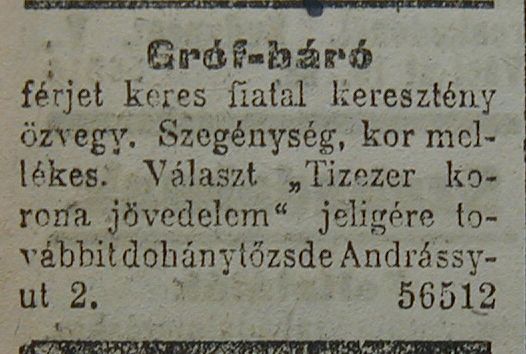 Gróf-báró
férjet keres fiatal keresztény
özvegy. Szegénység, kor mel-
lékes. Választ „Tizezer ko-
rona jövedelem“ jeligére to-
vábbit dohánytőzsde Andrássy-
ut 2. 56512